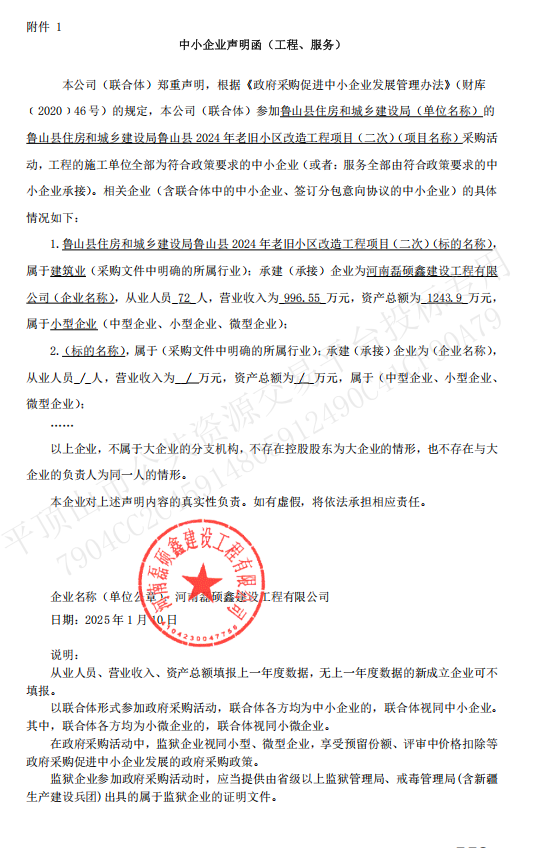 附件 1
中小企业声明函（工程、服务）
本公司（联合体）郑重声明，根据《政府采购促进中小企业发展管理办法》（财库
﹝2020﹞46 号）的规定，本公司（联合体）参加鲁山县住房和城乡建设局（单位名称）的
鲁山县住房和城乡建设局鲁山县 2024 年老旧小区改造工程项目（二次）（项目名称）采购活
动，工程的施工单位全部为符合政策要求的中小企业（或者：服务全部由符合政策要求的中
小企业承接）。相关企业（含联合体中的中小企业、签订分包意向协议的中小企业）的具体
情况如下：
1. 鲁山县住房和城乡建设局鲁山县 2024 年老旧小区改造工程项目（二次）（标的名称），
属于建筑业（采购文件中明确的所属行业）；承建（承接）企业为河南磊硕鑫建设工程有限
公司（企业名称），从业人员 72 人，营业收入为 996.55 万元，资产总额为 1243.9 万元，
属于小型企业（中型企业、小型企业、微型企业）；
2. （标的名称），属于（采购文件中明确的所属行业）；承建（承接）企业为（企业名称），
从业人员 / 人，营业收入为 / 万元，资产总额为 / 万元，属于（中型企业、小型企业、
微型企业）；
……
以上企业，不属于大企业的分支机构，不存在控股股东为大企业的情形，也不存在与大
企业的负责人为同一人的情形。
本企业对上述声明内容的真实性负责。如有虚假，将依法承担相应责任。
河南磊硕鑫建设工程有限公司
4104230047766
企业名称（单位公章）：河南磊硕鑫建设工程有限公司
日期：2025 年 1 月 10 日
说明：
从业人员、营业收入、资产总额填报上一年度数据，无上一年度数据的新成立企业可不
填报。
以联合体形式参加政府采购活动，联合体各方均为中小企业的，联合体视同中小企业。
其中，联合体各方均为小微企业的，联合体视同小微企业。
在政府采购活动中，监狱企业视同小型、微型企业，享受预留份额、评审中价格扣除等
政府采购促进中小企业发展的政府采购政策。
监狱企业参加政府采购活动时，应当提供由省级以上监狱管理局、戒毒管理局(含新疆
生产建设兵团)出具的属于监狱企业的证明文件。
平顶山市公共资源交易平台投标专用